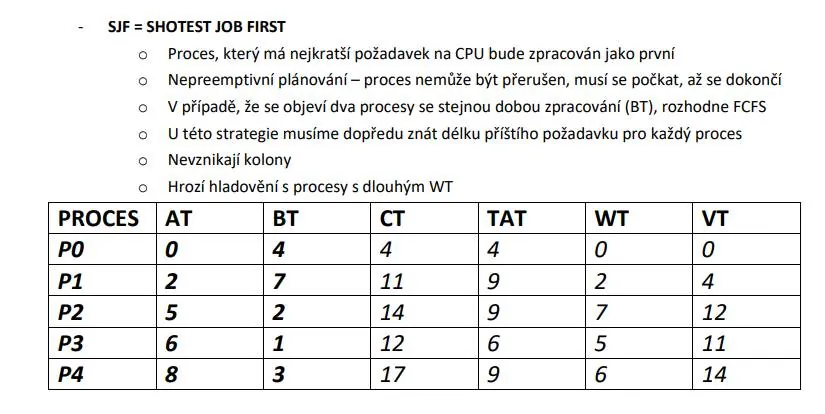 - SJF = SHOTEST JOB FIRST
o Proces, který má nejkratší požadavek na CPU bude zpracován jako první
o Nepreemptivní plánování – proces nemůže být přerušen, musí se počkat, až se dokončí
o V případě, že se objeví dva procesy se stejnou dobou zpracování (BT), rozhodne FCFS
o U této strategie musíme dopředu znát délku příštího požadavku pro každý proces
o Nevznikají kolony
o Hrozí hladovění s procesy s dlouhým WT
PROCES AT BT CT TAT WT VT
P0 0 4 4 4 0 0
P1 2 7 11 9 2 4
P2 5 2 14 9 7 12
P3 6 1 12 6 5 11
P4 8 3 17 9 6 14